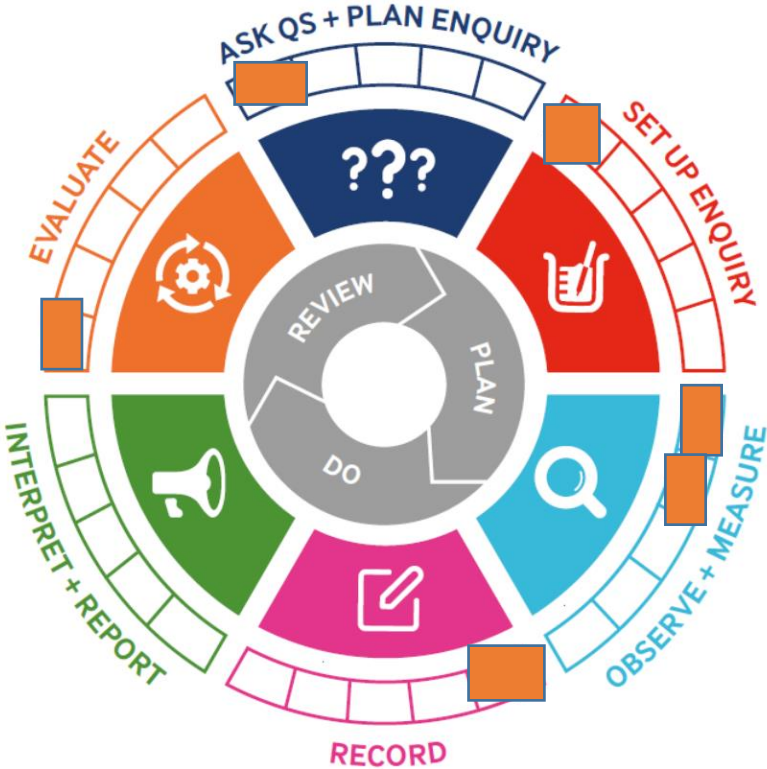 ASK QS + PLAN ENQUIRY
SET UP ENQUIRY
OBSERVE + MEASURE
RECORD
INTERPRET + REPORT
EVALUATE
???
REVIEW
PLAN
DO